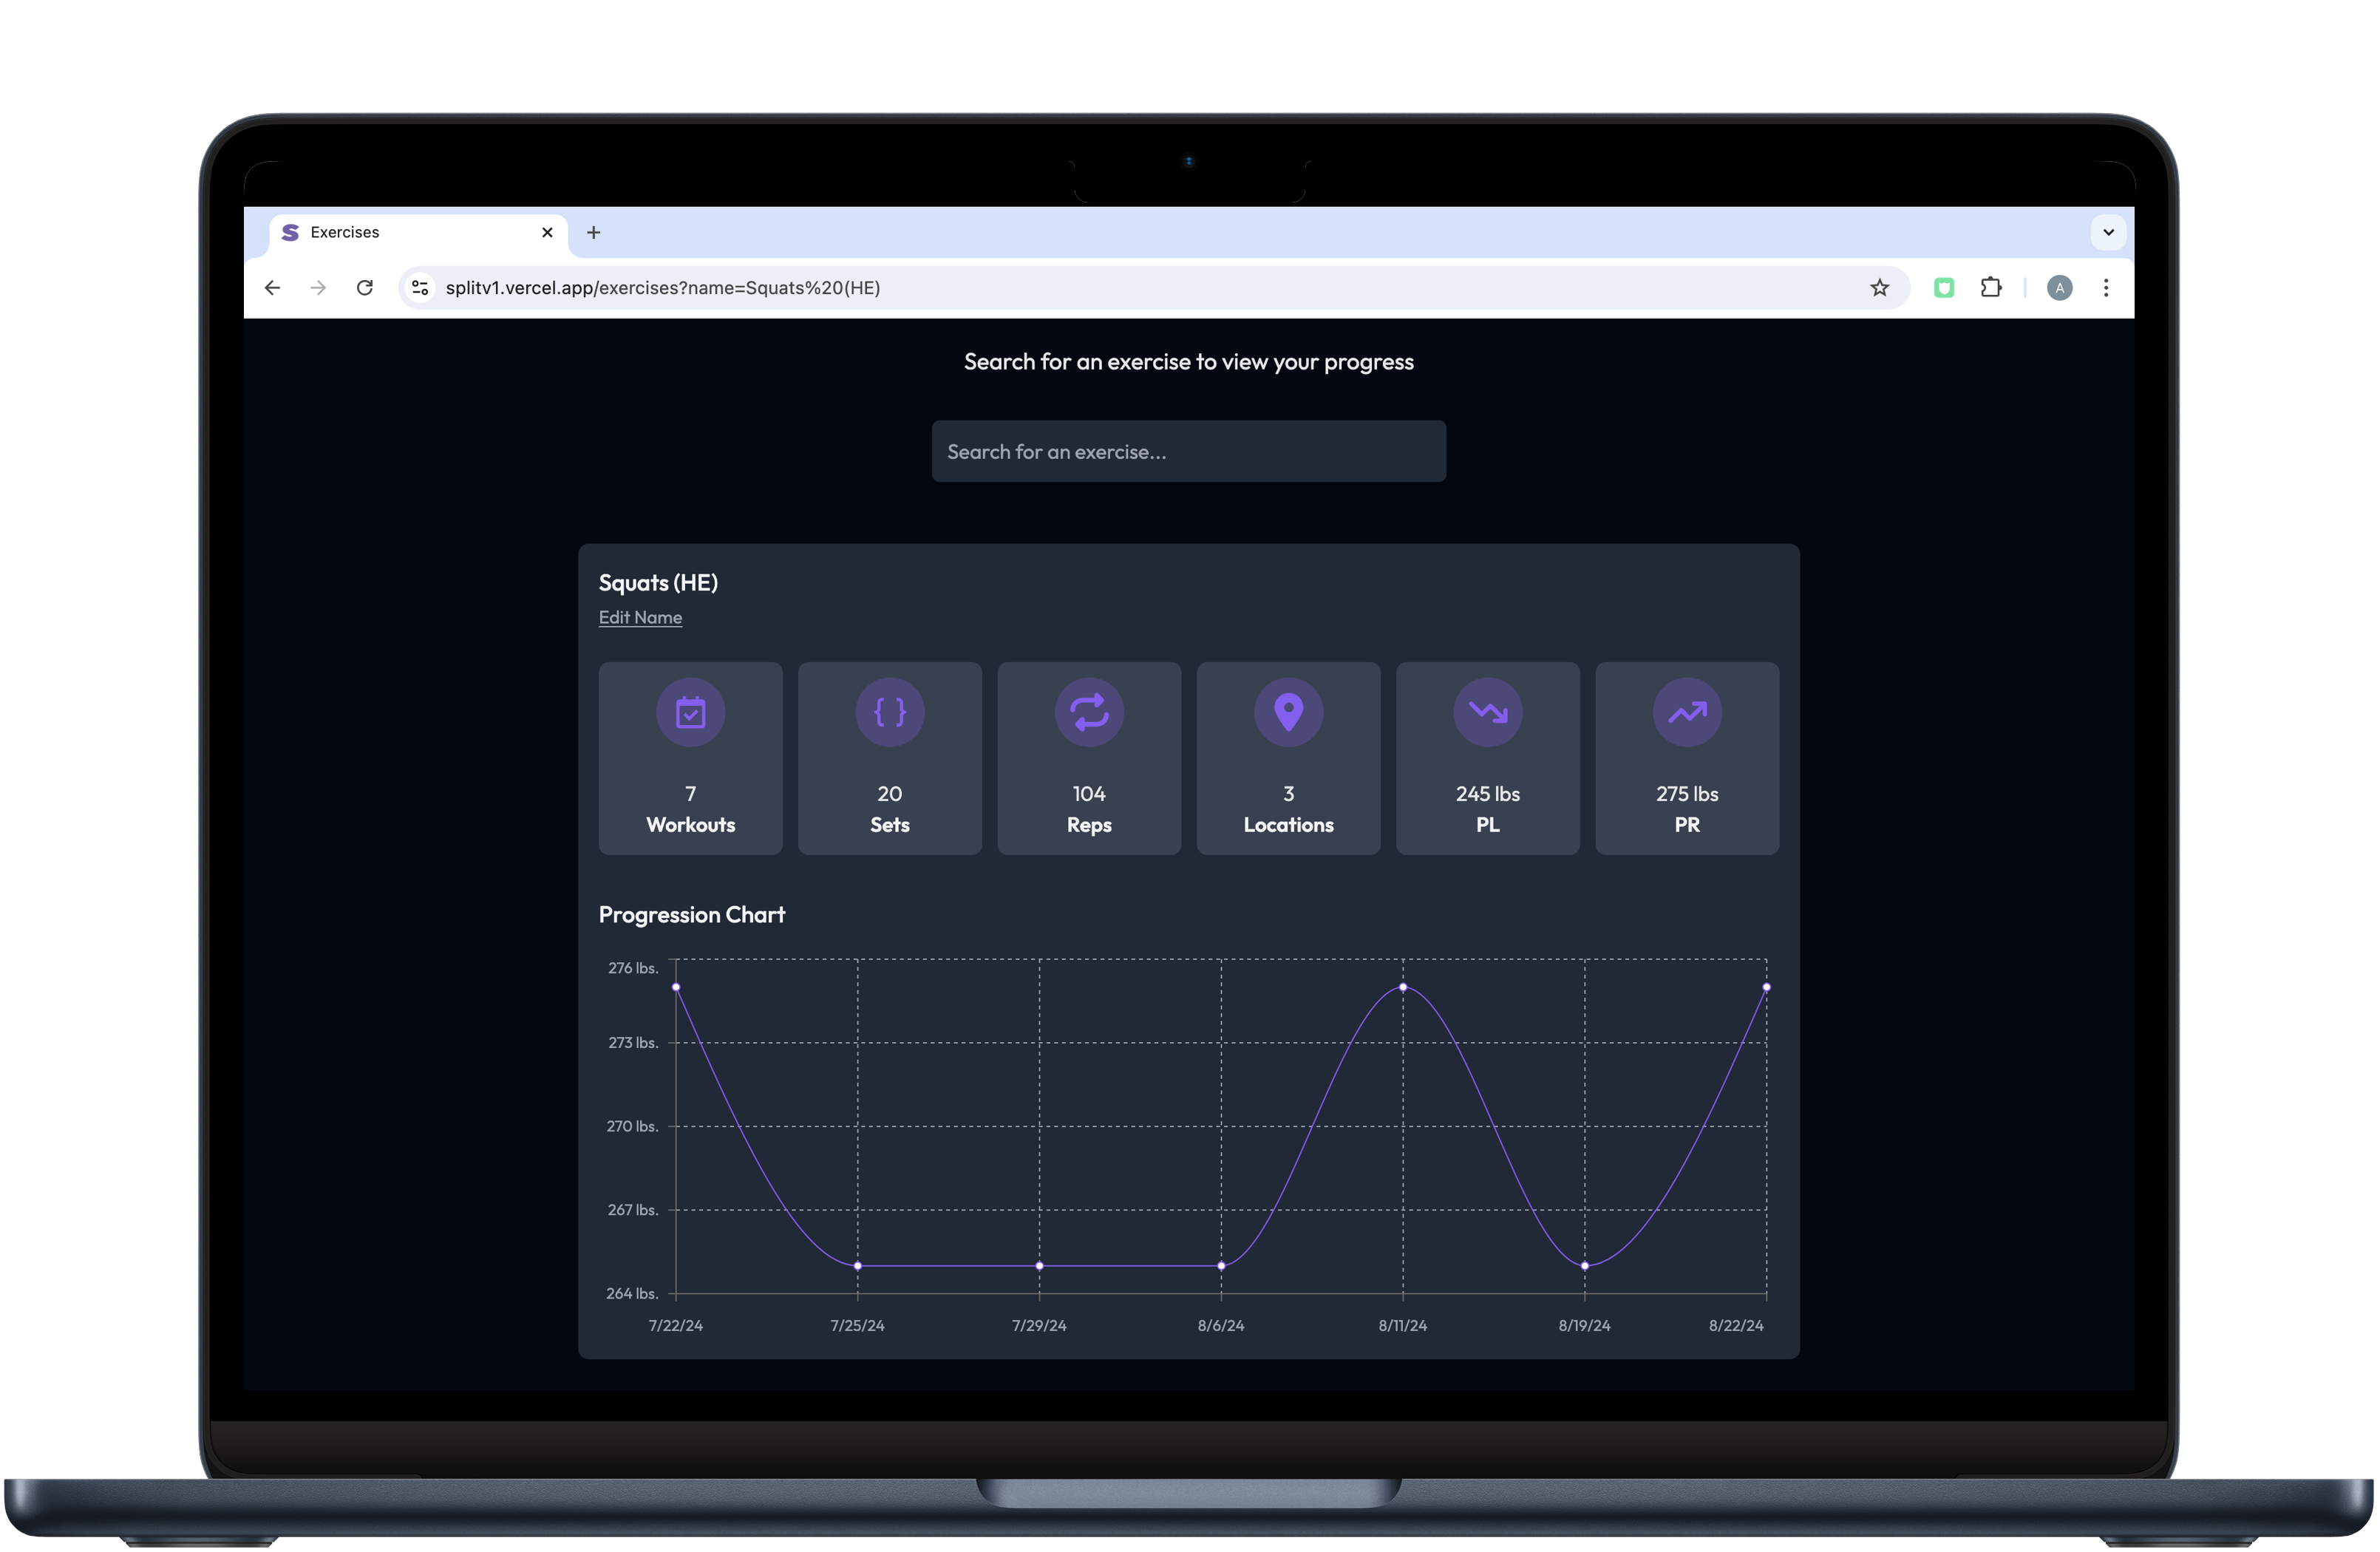 Exercises
splitv1.vercel.app/exercises?name=Squats%20(HE)
A
Search for an exercise to view your progress
Search for an exercise...
Squats (HE)
Edit Name
7
Workouts
20
Sets
104
Reps
3
Locations
245 lbs
PL
275 lbs
PR
Progression Chart
276 lbs.
273 lbs.
270 lbs.
267 lbs.
264 lbs.
7/22/24
7/25/24
7/29/24
8/6/24
8/11/24
8/19/24
8/22/24